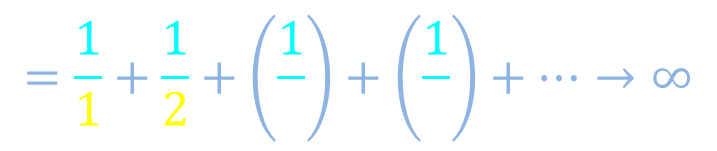 = 1/1 + 1/2 + (1/ ) + (1/ ) + ⋯ → ∞